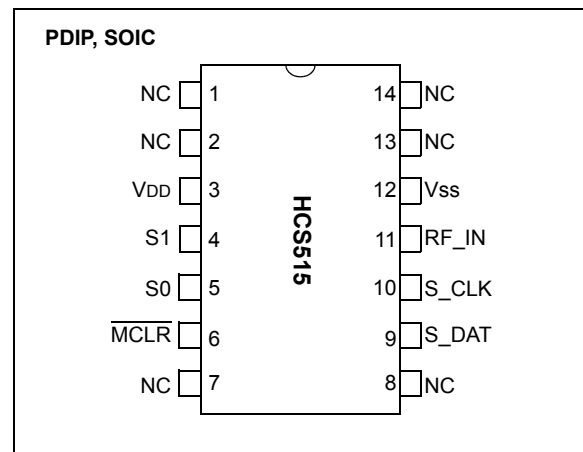 PDIP, SOIC
NC 1 14 NC
NC 2 13 NC
VDD 3 12 Vss
S1 4 11 RF_IN
S0 5 10 S_CLK
MCLR 6 9 S_DAT
NC 7 8 NC
HCS515